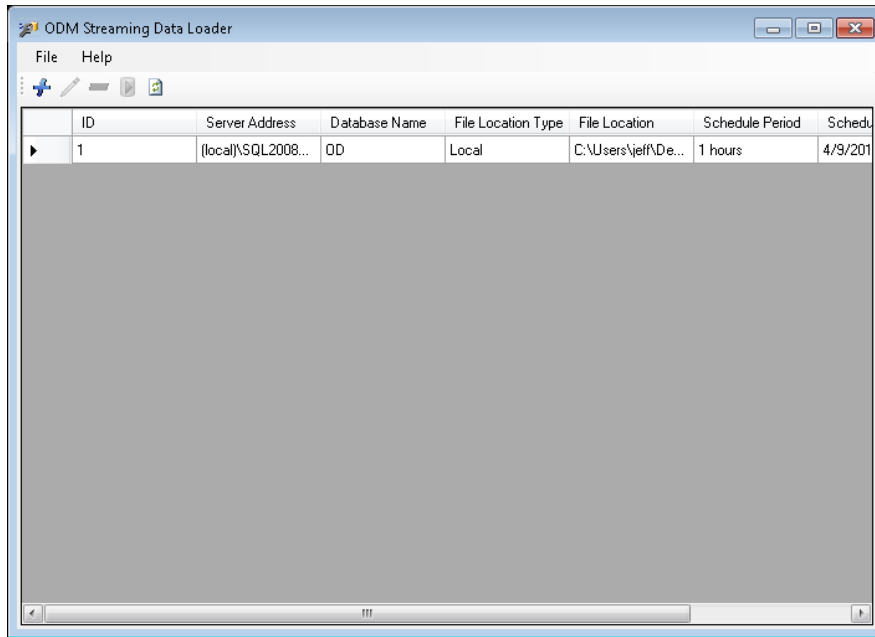 ODM Streaming Data Loader
File Help
ID Server Address Database Name File Location Type File Location Schedule Period Schedu
1 (local)\SQL2008... OD Local C:\Users\jeff\De... 1 hours 4/9/201